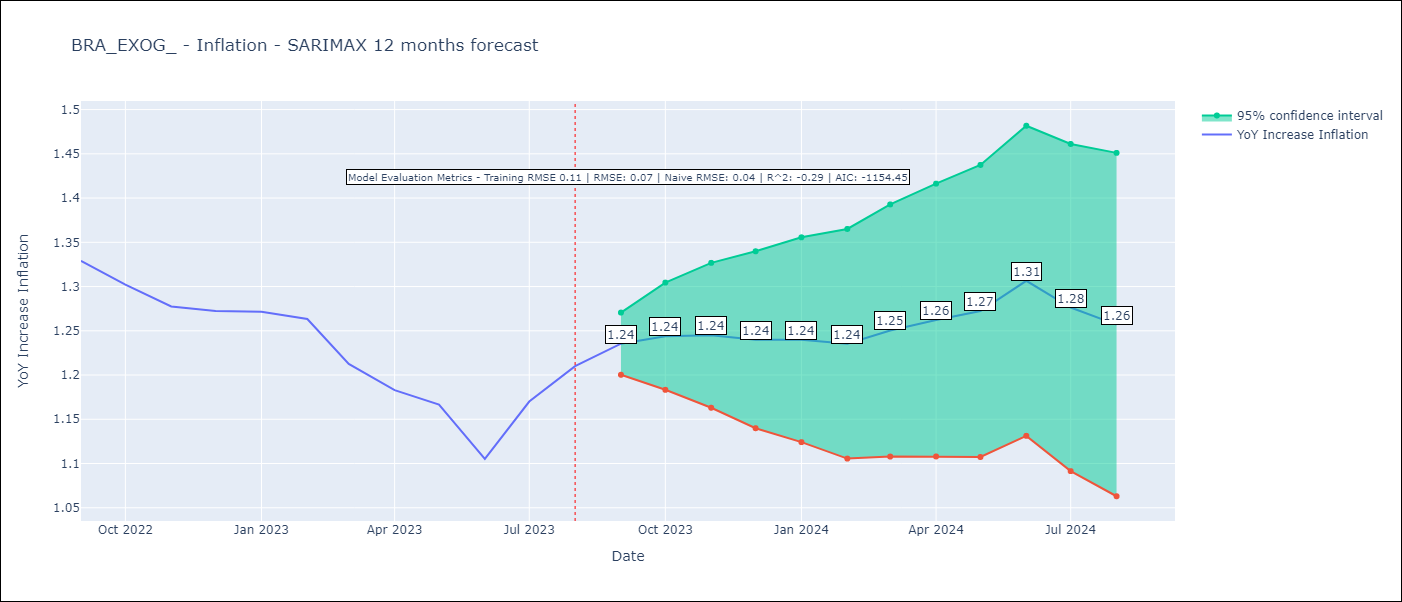 BRA_EXOG_ - Inflation - SARIMAX 12 months forecast
95% confidence interval
YoY Increase Inflation
Model Evaluation Metrics - Training RMSE 0.11 | RMSE: 0.07 | Naive RMSE: 0.04 | R^2: -0.29 | AIC: -1154.45
YoY Increase Inflation
1.5
1.45
1.4
1.35
1.3
1.25
1.2
1.15
1.1
1.05
1.24
1.24
1.24
1.24
1.24
1.24
1.25
1.26
1.27
1.31
1.28
1.26
Oct 2022
Jan 2023
Apr 2023
Jul 2023
Oct 2023
Jan 2024
Apr 2024
Jul 2024
Date